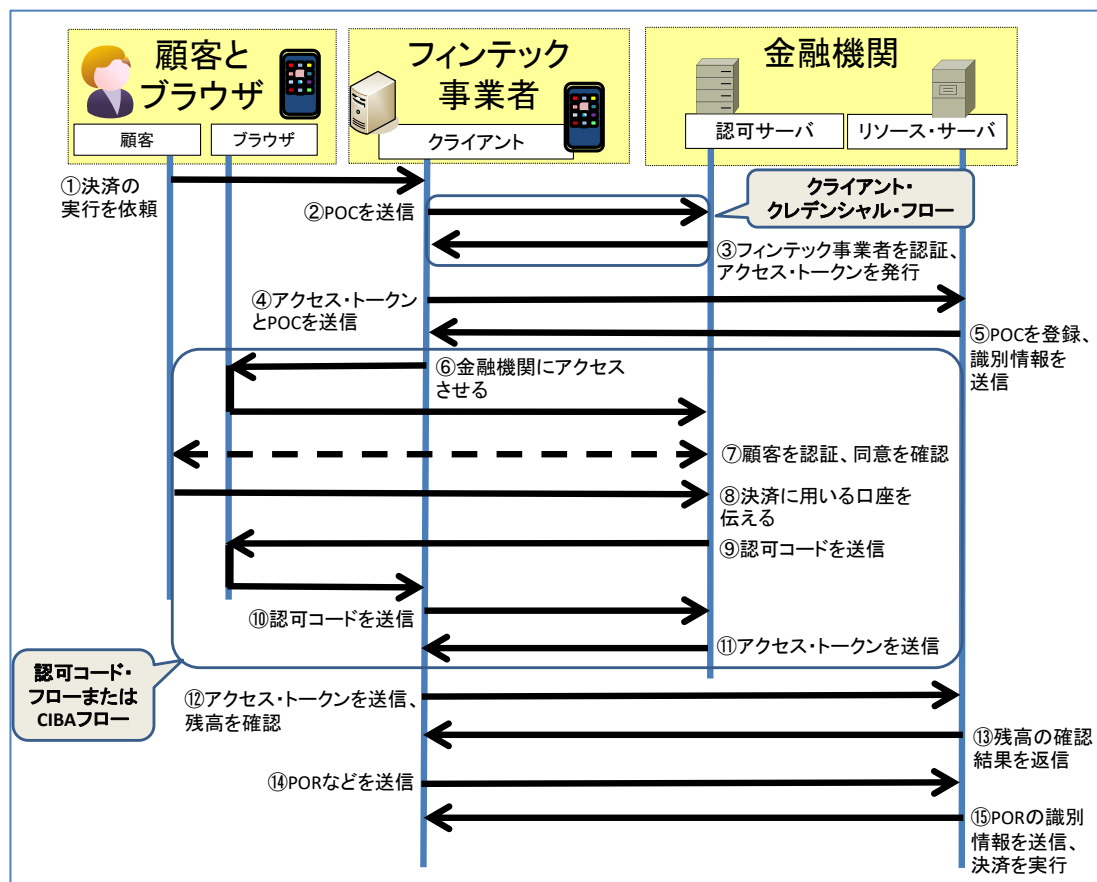 顧客と
ブラウザ
フィンテック
事業者
金融機関
顧客
ブラウザ
クライアント
認可サーバ
リソース・サーバ
①決済の
実行を依頼
②POCを送信
クライアント・
クレデンシャル・フロー
③フィンテック事業者を認証、
アクセス・トークンを発行
④アクセス・トークン
とPOCを送信
⑤POCを登録、
識別情報を
送信
⑥金融機関にアクセス
させる
⑦顧客を認証、同意を確認
⑧決済に用いる口座を
伝える
⑨認可コードを送信
⑩認可コードを送信
⑪アクセス・トークンを送信
認可コード・
フローまたは
CIBAフロー
⑫アクセス・トークンを送信、
残高を確認
⑬残高の確認
結果を返信
⑭PORなどを送信
⑮PORの識別
情報を送信、
決済を実行